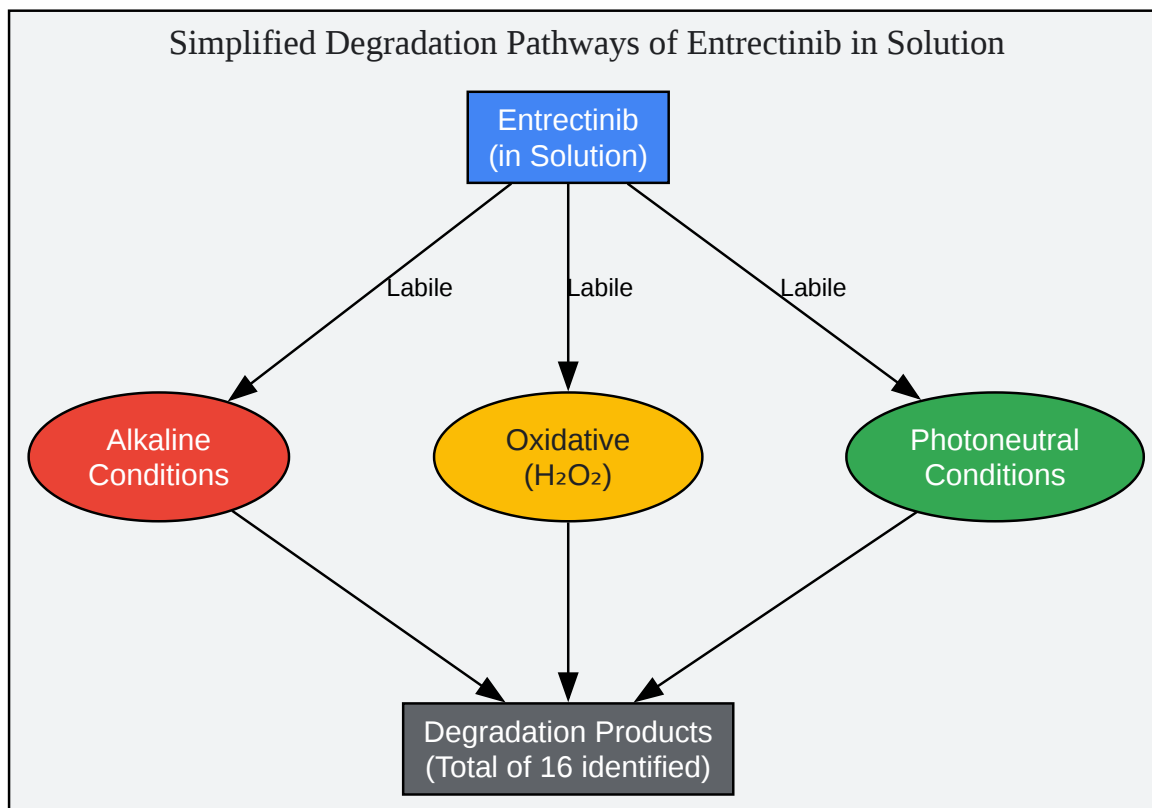 Simplified Degradation Pathways of Entrectinib in Solution
Entrectinib
(in Solution)
Labile
Labile
Labile
Alkaline
Conditions
Oxidative
(H₂O₂)
Photoneutral
Conditions
Degradation Products
(Total of 16 identified)